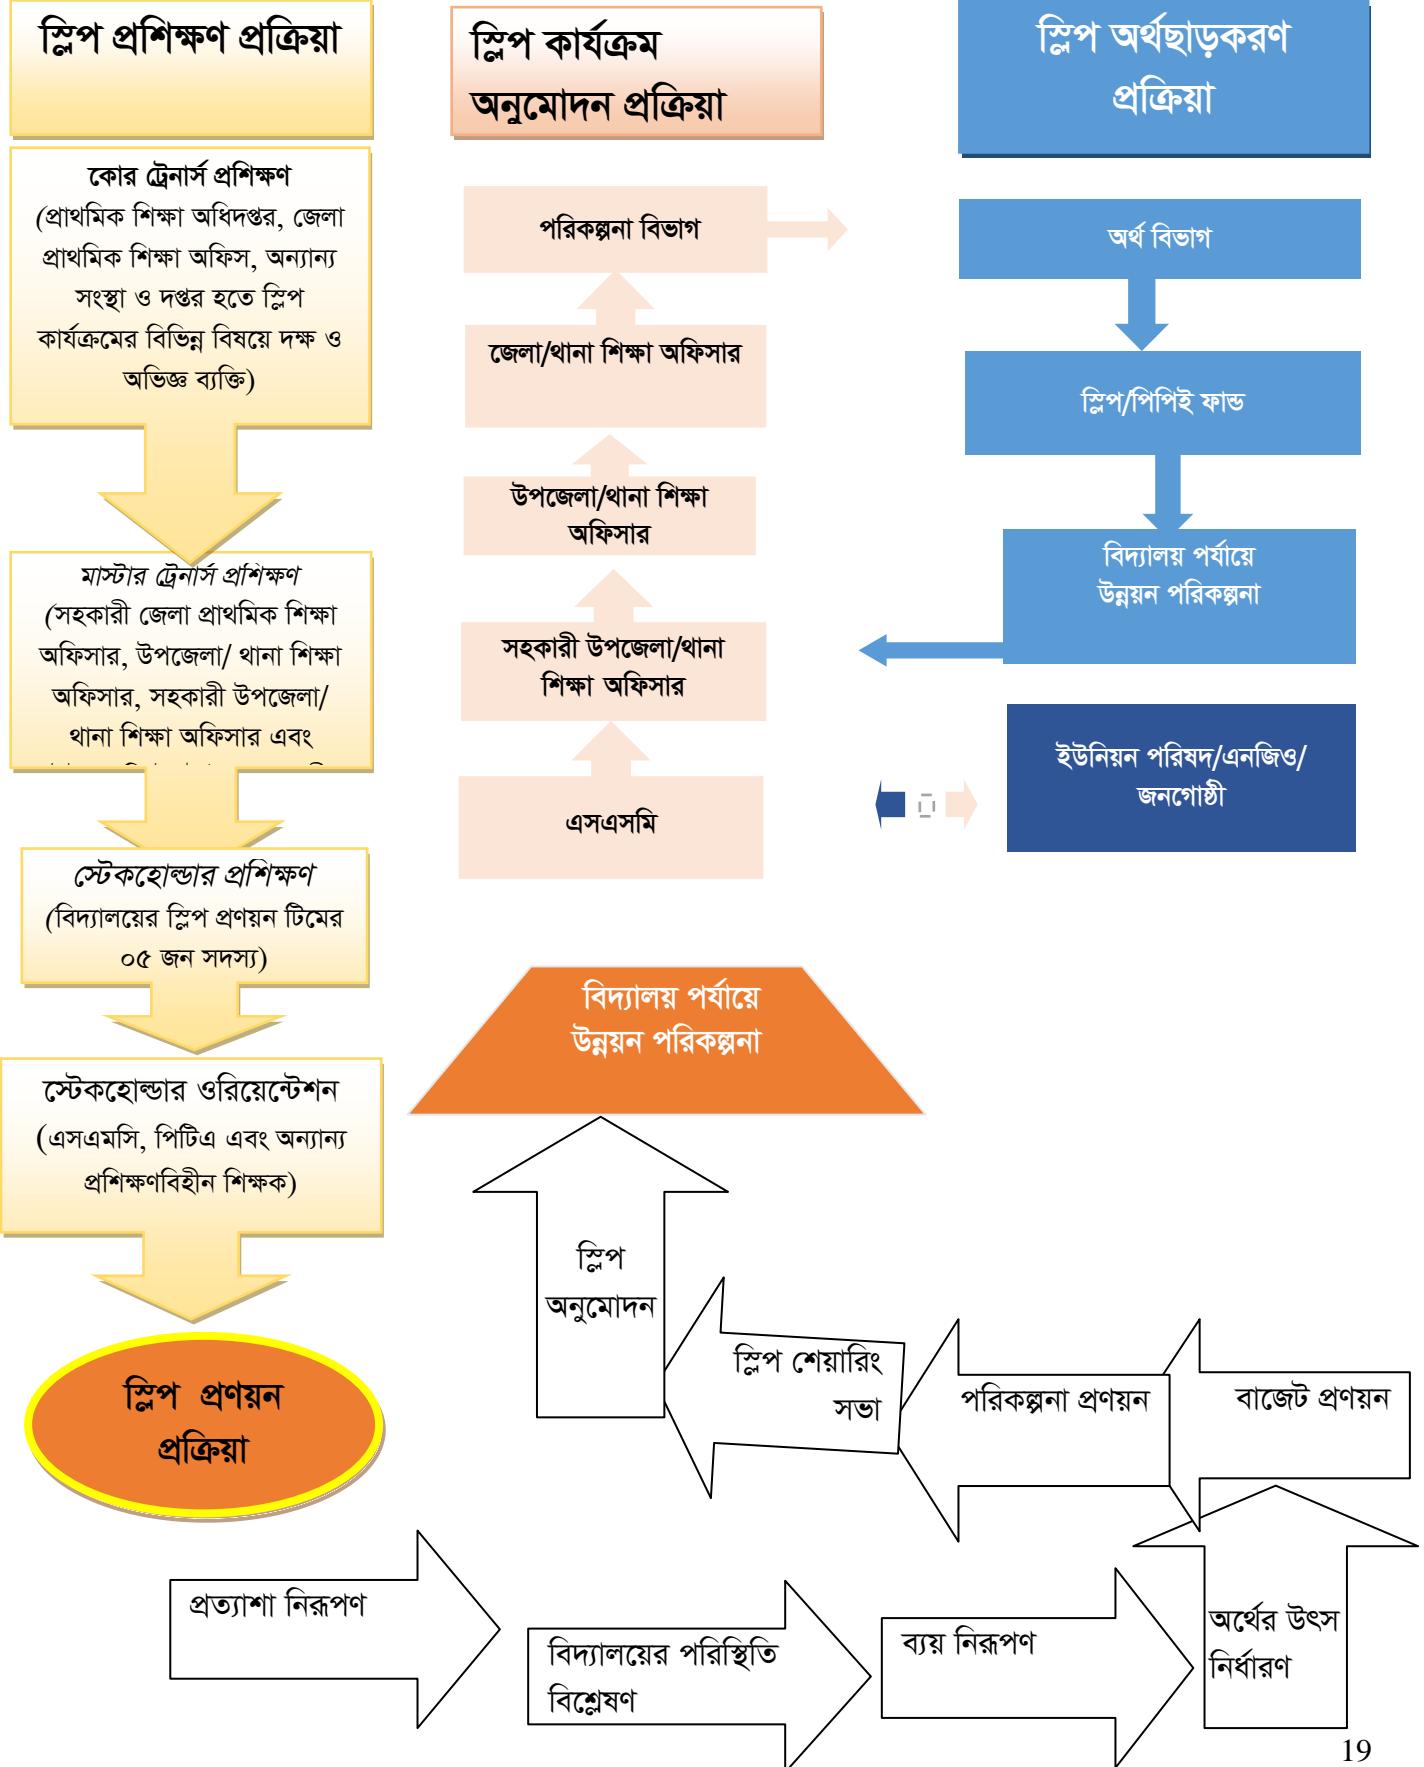 স্লিপ প্রশিক্ষণ প্রক্রিয়া
কোর ট্রেনার্স প্রশিক্ষণ
(প্রাথমিক শিক্ষা অধিদপ্তর, জেলা
প্রাথমিক শিক্ষা অফিস, অন্যান্য
সংস্থা ও দপ্তর হতে স্লিপ
কার্যক্রমের বিভিন্ন বিষয়ে দক্ষ ও
অভিজ্ঞ ব্যক্তি)
মাস্টার ট্রেনার্স প্রশিক্ষণ
(সহকারী জেলা প্রাথমিক শিক্ষা
অফিসার, উপজেলা/ থানা শিক্ষা
অফিসার, সহকারী উপজেলা/
থানা শিক্ষা অফিসার এবং
স্টেকহোল্ডার প্রশিক্ষণ
(বিদ্যালয়ের স্লিপ প্রণয়ন টিমের
০৫ জন সদস্য)
স্টেকহোল্ডার ওরিয়েন্টেশন
(এসএমসি, পিটিএ এবং অন্যান্য
প্রশিক্ষণবিহীন শিক্ষক)
স্লিপ প্রণয়ন
প্রক্রিয়া
স্লিপ কার্যক্রম
অনুমোদন প্রক্রিয়া
পরিকল্পনা বিভাগ
জেলা/থানা শিক্ষা অফিসার
উপজেলা/থানা শিক্ষা
অফিসার
সহকারী উপজেলা/থানা
শিক্ষা অফিসার
এসএসমি
স্লিপ অর্থছাড়করণ
প্রক্রিয়া
অর্থ বিভাগ
স্লিপ/পিপিই ফান্ড
বিদ্যালয় পর্যায়ে
উন্নয়ন পরিকল্পনা
ইউনিয়ন পরিষদ/এনজিও/
জনগোষ্ঠী
বিদ্যালয় পর্যায়ে
উন্নয়ন পরিকল্পনা
স্লিপ
অনুমোদন
স্লিপ শেয়ারিং
সভা
পরিকল্পনা প্রণয়ন
বাজেট প্রণয়ন
প্রত্যাশা নিরূপণ
বিদ্যালয়ের পরিস্থিতি
বিশ্লেষণ
ব্যয় নিরূপণ
অর্থের উৎস
নির্ধারণ
19